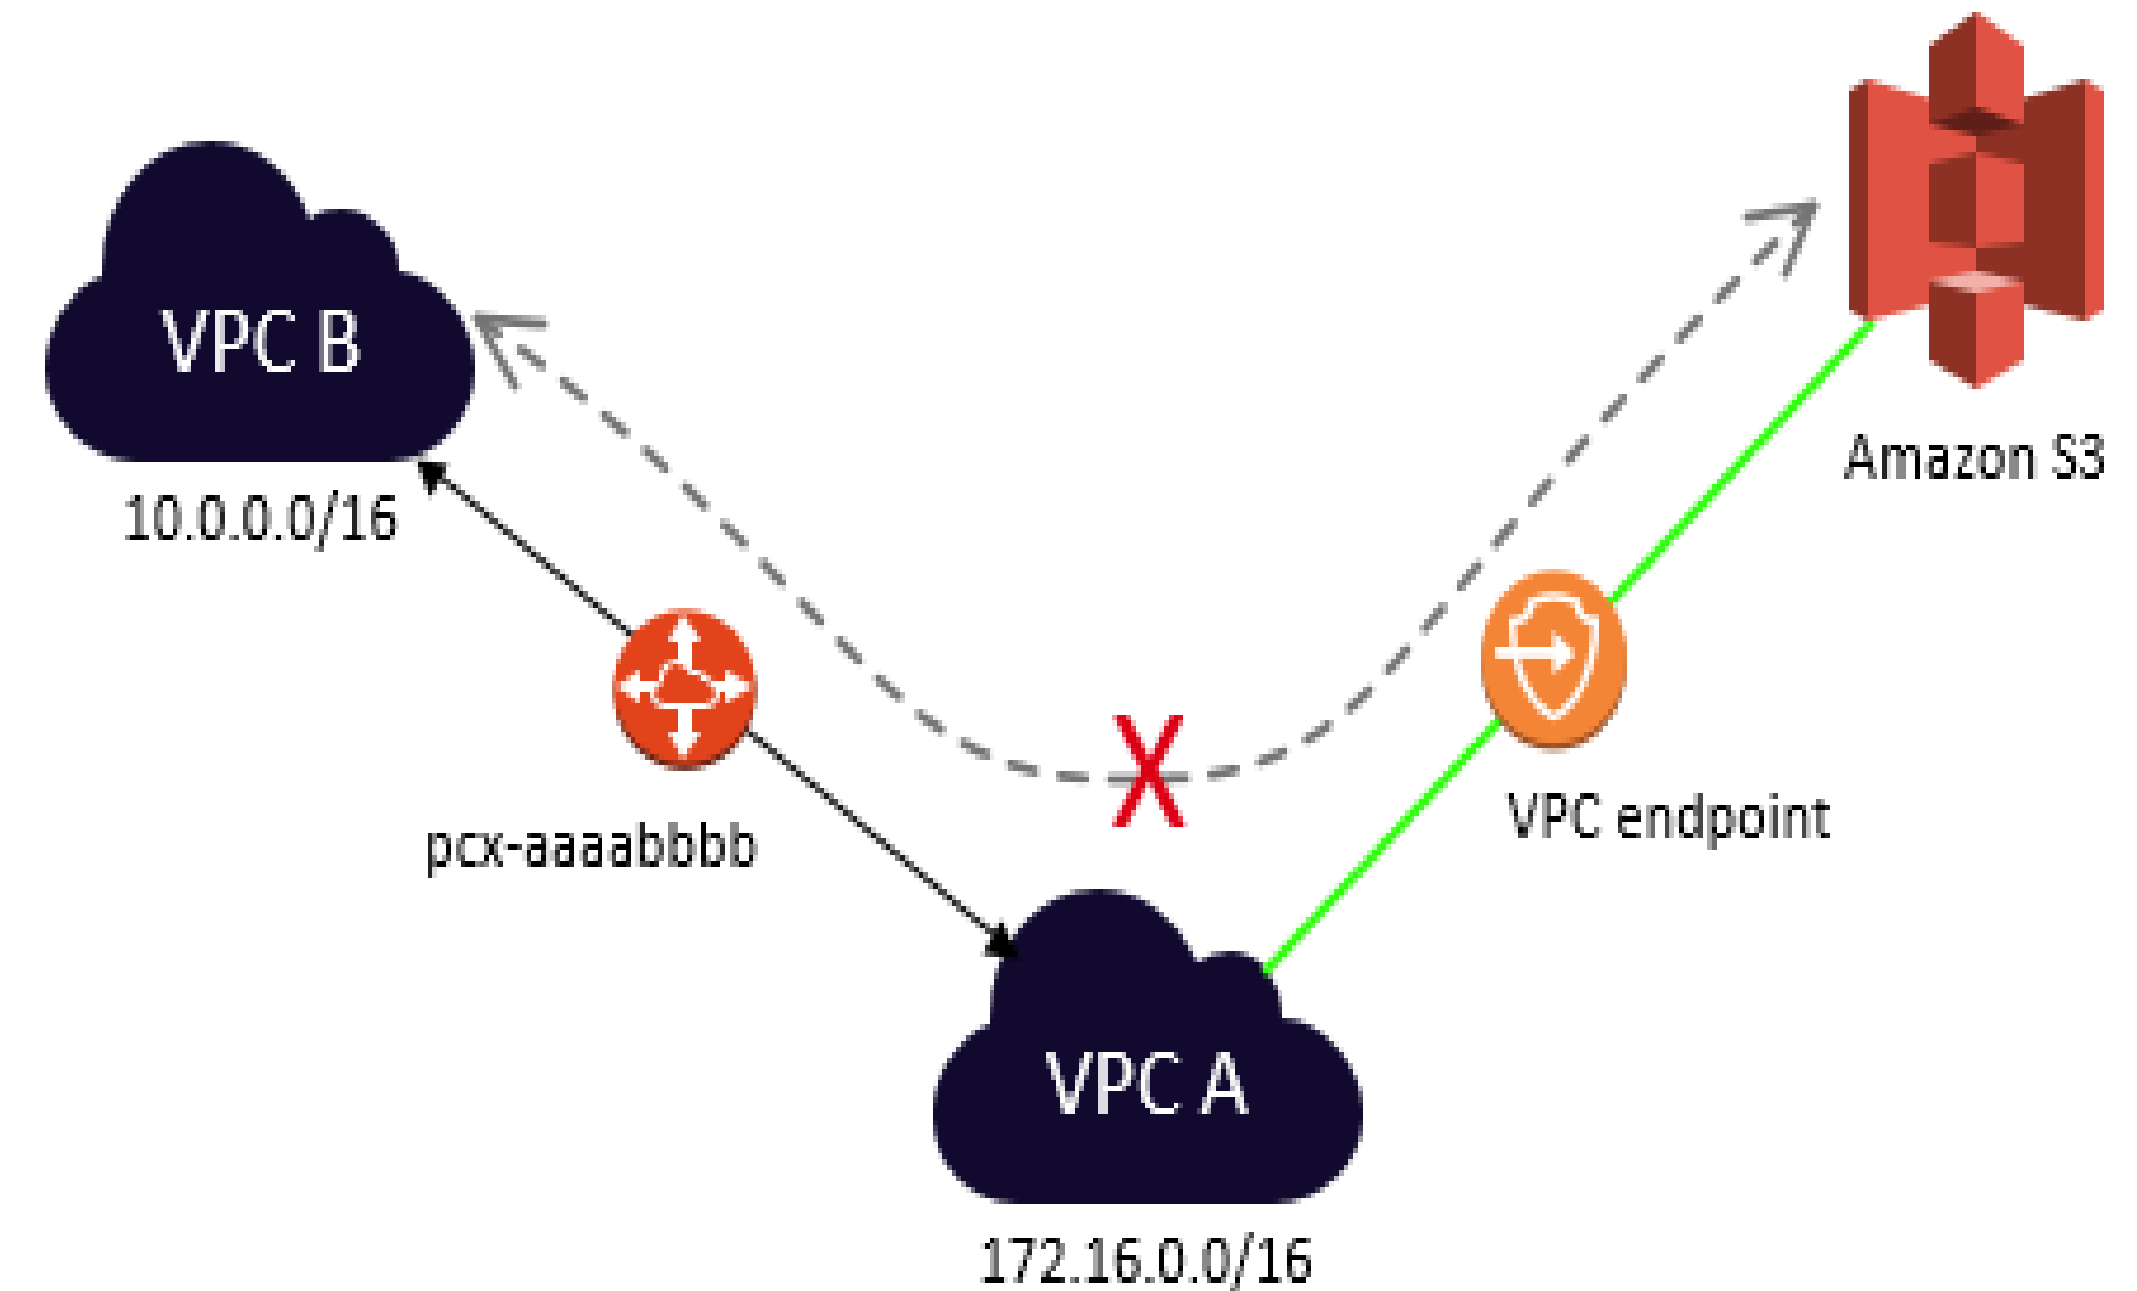 VPC B
10.0.0.0/16
Amazon S3
pcx-aaaabbbb
VPC endpoint
X
VPC A
172.16.0.0/16